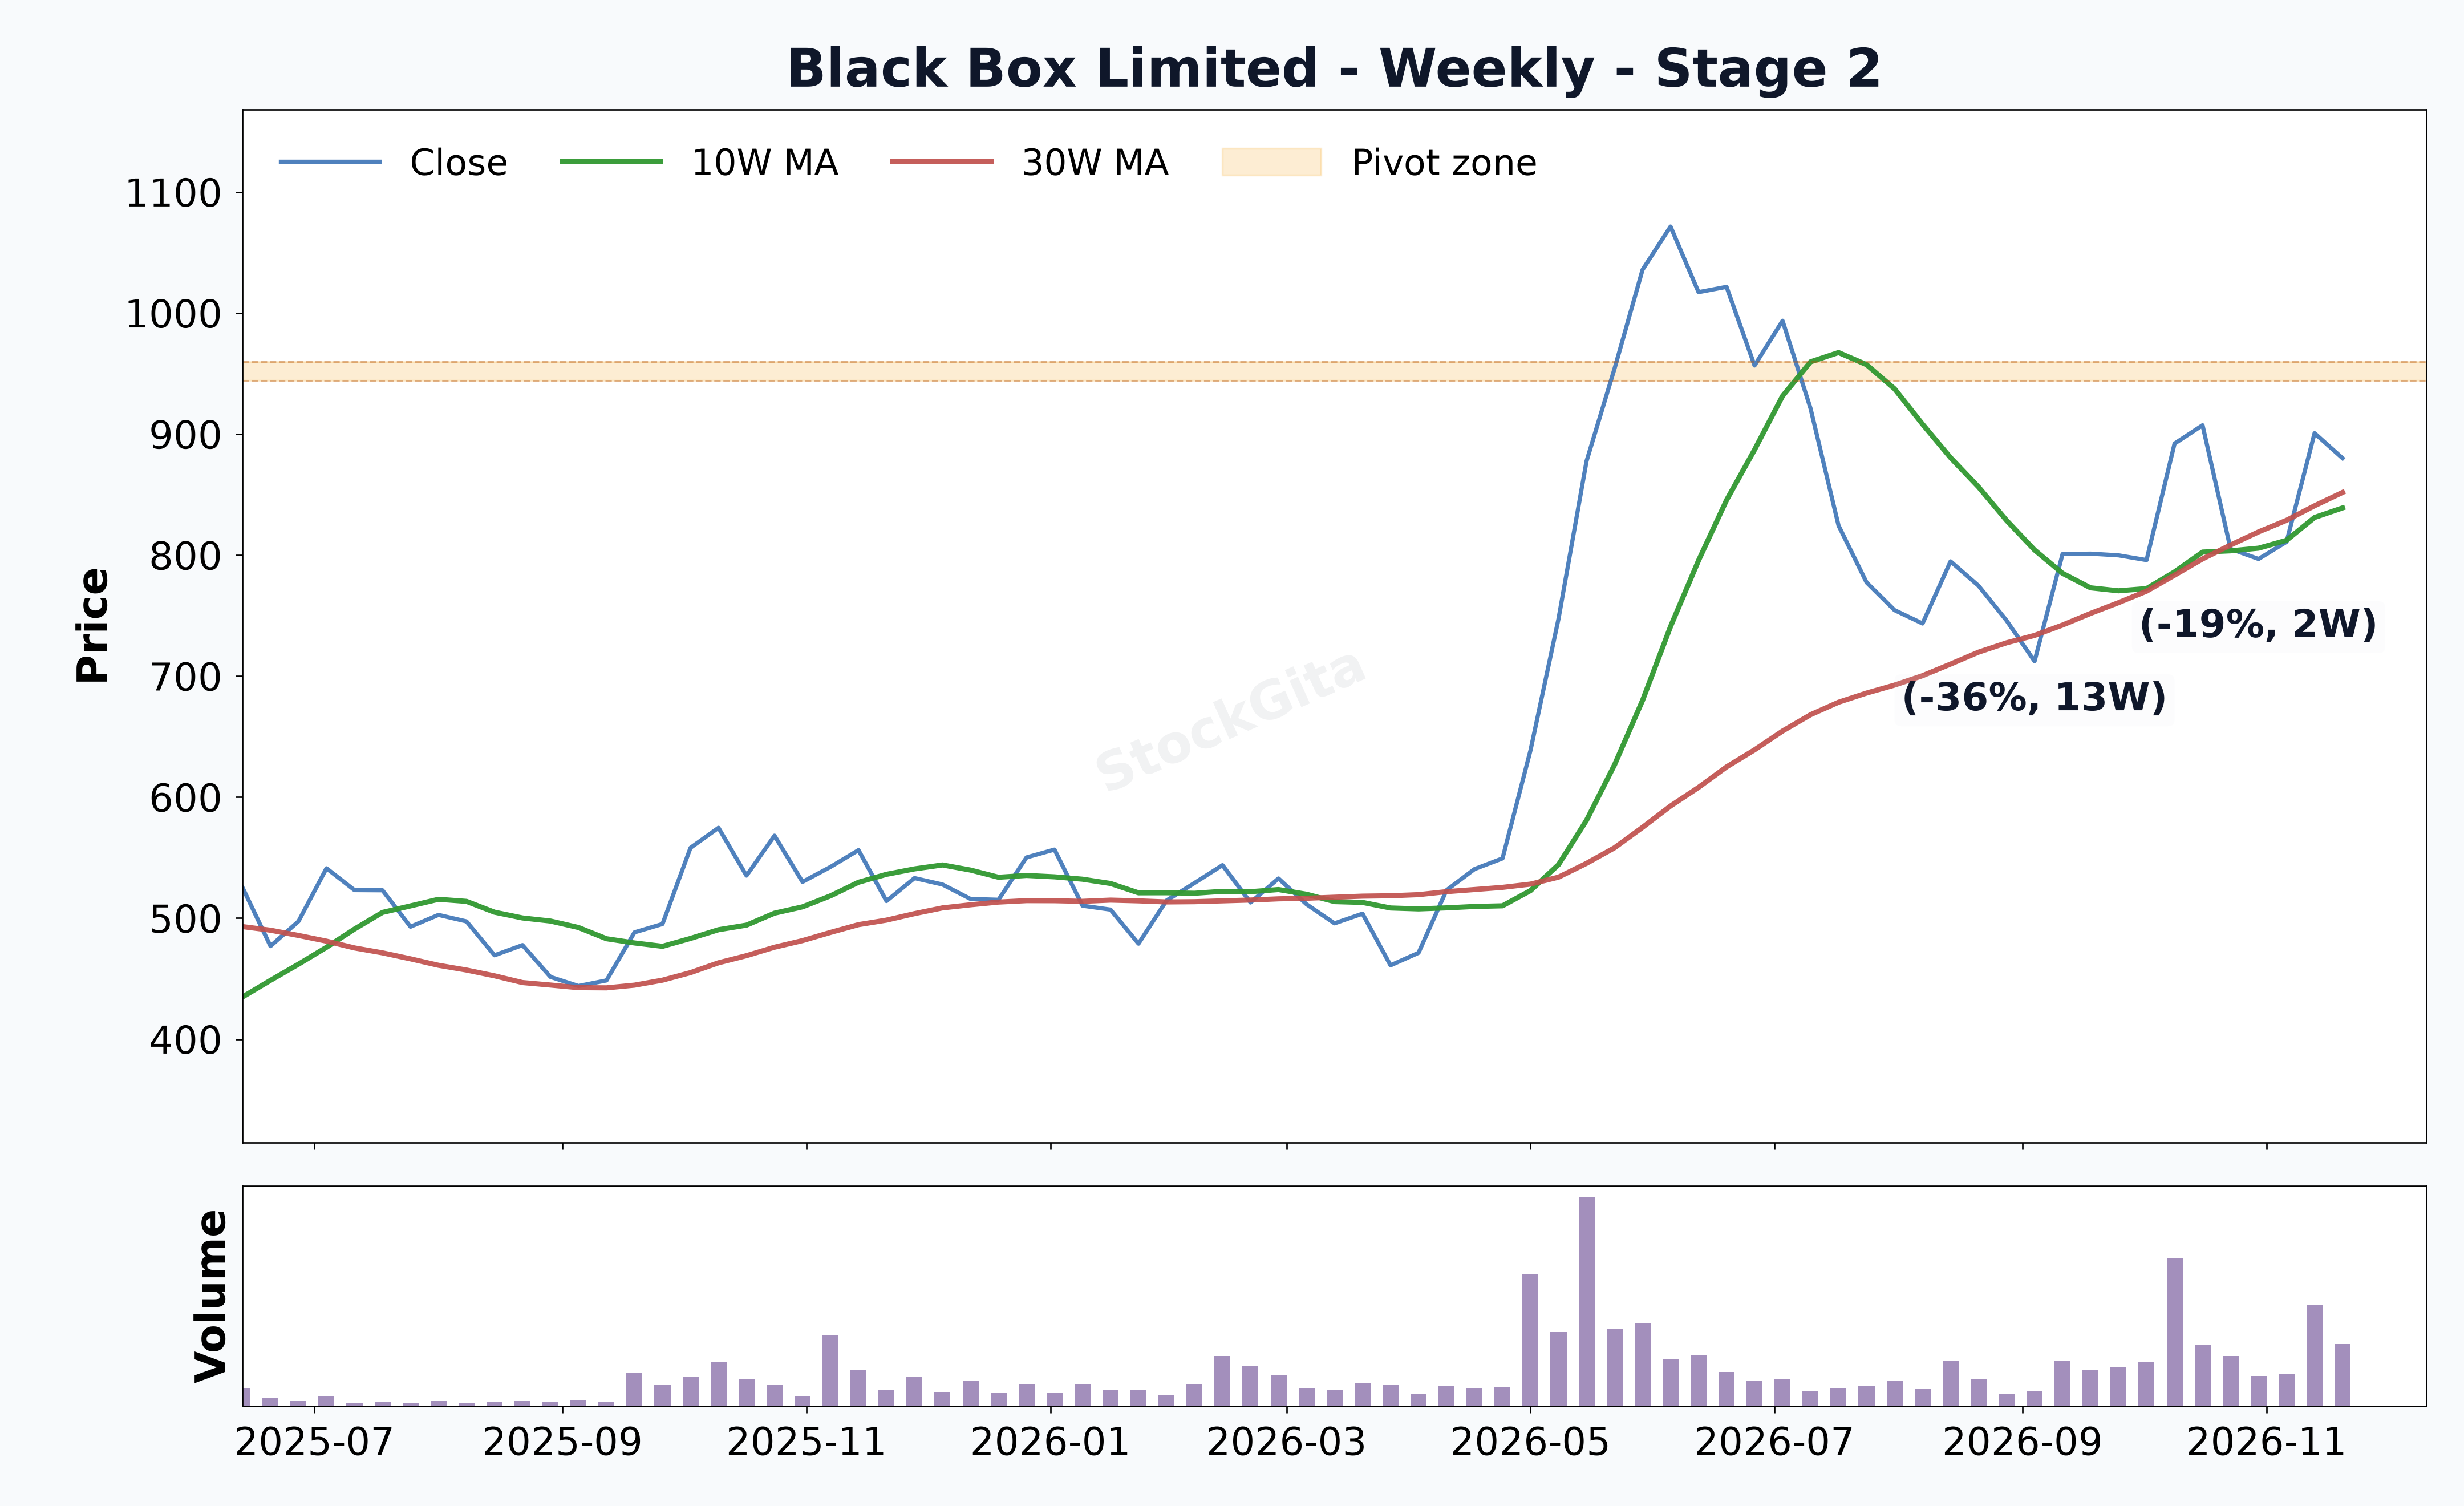 Black Box Limited - Weekly - Stage 2
Close 10W MA 30W MA Pivot zone
1100
1000
900
800
700
600
500
400
Price
(-19%, 2W)
(-36%, 13W)
StockGita
Volume
2025-07 2025-09 2025-11 2026-01 2026-03 2026-05 2026-07 2026-09 2026-11